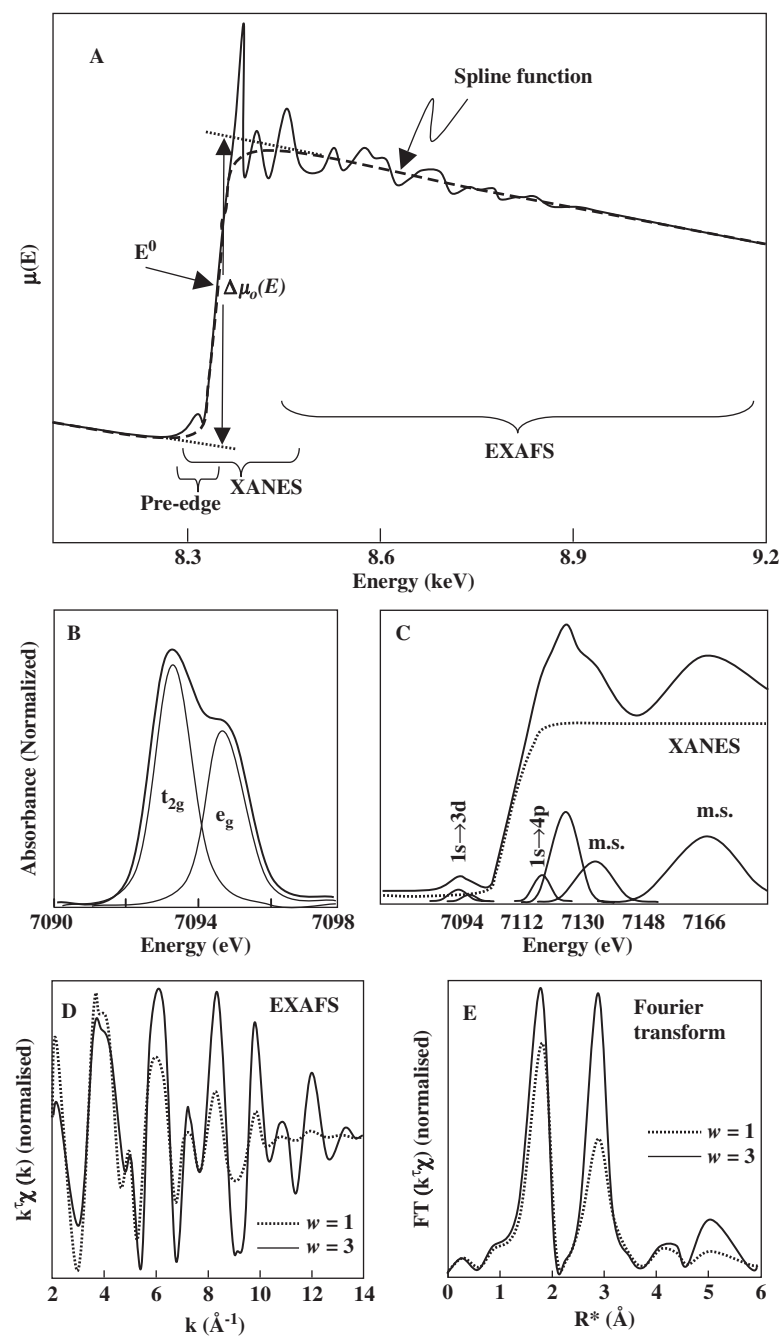 A
Spline function
μ(E)
E⁰
Δμₒ(E)
EXAFS
XANES
Pre-edge
8.3 8.6 8.9 9.2
Energy (keV)
B
Absorbance (Normalized)
t₂g
e_g
7090 7094 7098
Energy (eV)
C
XANES
1s→3d
1s→4p
m.s.
m.s.
7094 7112 7130 7148 7166
Energy (eV)
D
EXAFS
k^τχ (k) (normalised)
w = 1
w = 3
2 4 6 8 10 12 14
k (Å⁻¹)
E
Fourier
transform
FT (k^τχ) (normalised)
w = 1
w = 3
0 1 2 3 4 5 6
R* (Å)